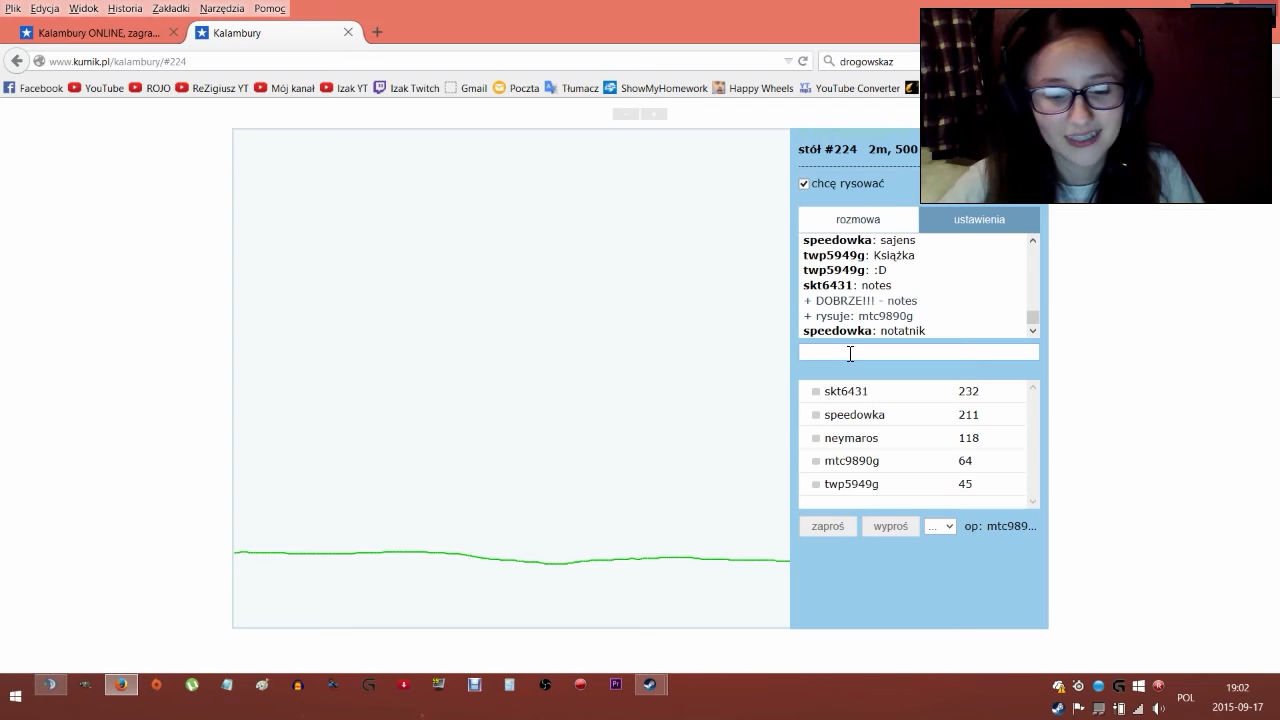 Plik Edycja Widok Historia Zakładki Narzędzia Pomoc
Kalambury ONLINE, zagra... Kalambury
www.kurnik.pl/kalambury/#224 drogowskaz
Facebook Youtube ROJO ReZigiusz YT Mój kanał Izak YT Izak Twitch Gmail Poczta Tłumacz ShowMyHomework Happy Wheels YouTube Converter
stół #224 2m, 500
chcę rysować
rozmowa ustawienia
speedowka: sajens
twp5949g: Książka
twp5949g: :D
skt6431: notes
+ DOBRZE!!! - notes
+ rysuje: mtc9890g
speedowka: notatnik
skt6431 232
speedowka 211
neymaros 118
mtc9890g 64
twp5949g 45
zaproś wyproś ... op: mtc989...
POL
19:02
2015-09-17